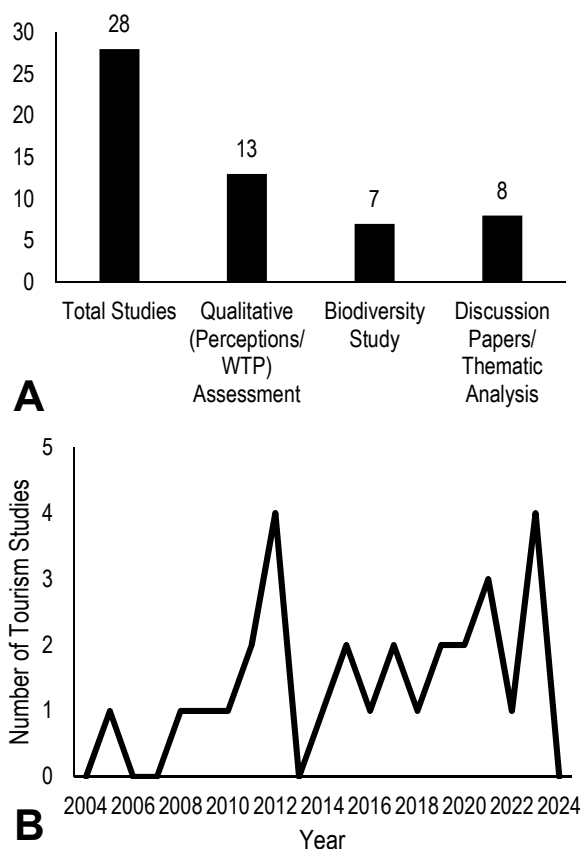 30
28
25
20
15
13
10
7
8
5
0
Total Studies
Qualitative
(Perceptions/
WTP)
Assessment
Biodiversity
Study
Discussion
Papers/
Thematic
Analysis
A
5
4
3
2
1
0
Number of Tourism Studies
2004 2006 2008 2010 2012 2014 2016 2018 2020 2022 2024
Year
B